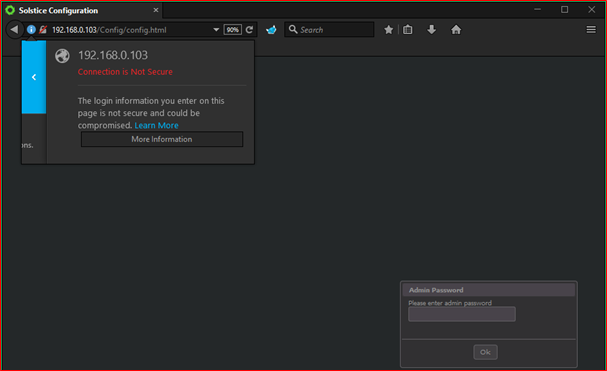 Solstice Configuration
192.168.0.103/Config/config.html
90%
Search
192.168.0.103
Connection is Not Secure
The login information you enter on this
page is not secure and could be
compromised. Learn More
More Information
ons.
Admin Password
Please enter admin password
Ok